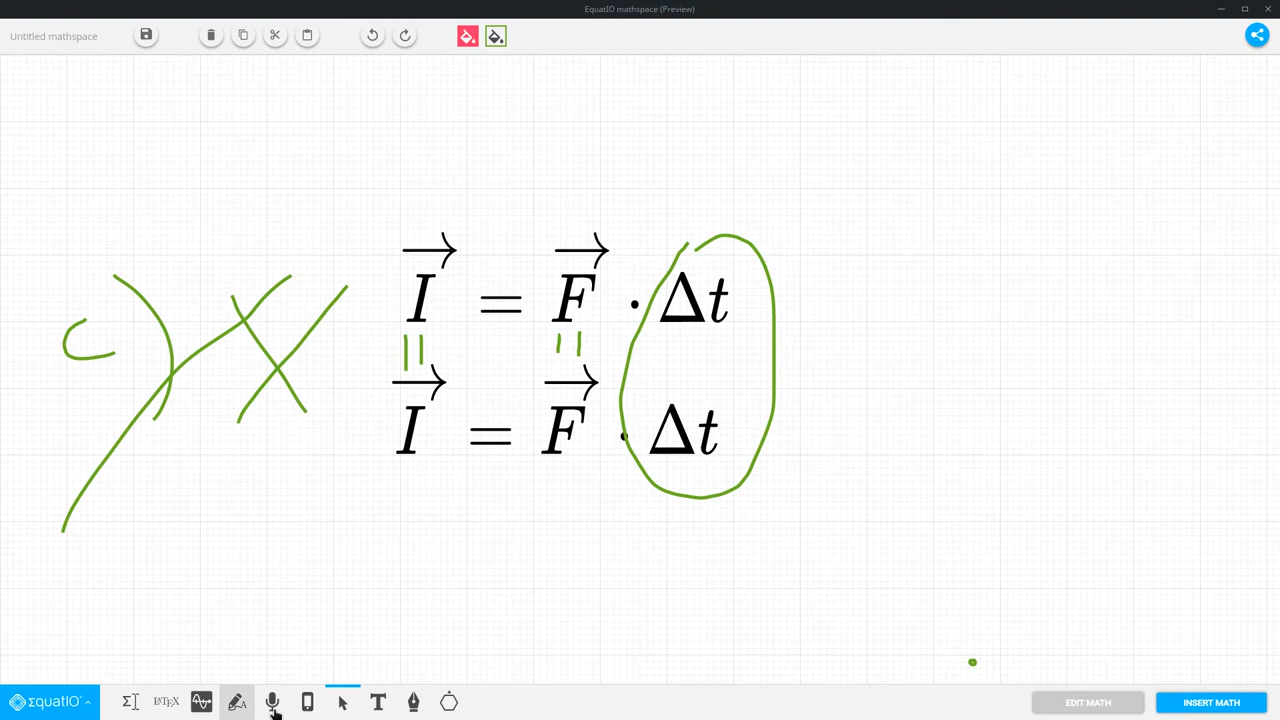 EquatIO mathspace (Preview)
Untitled mathspace
I⃗ = F⃗ · Δt
I⃗ = F⃗ · Δt
EquatIO
LATEX
T
EDIT MATH
INSERT MATH